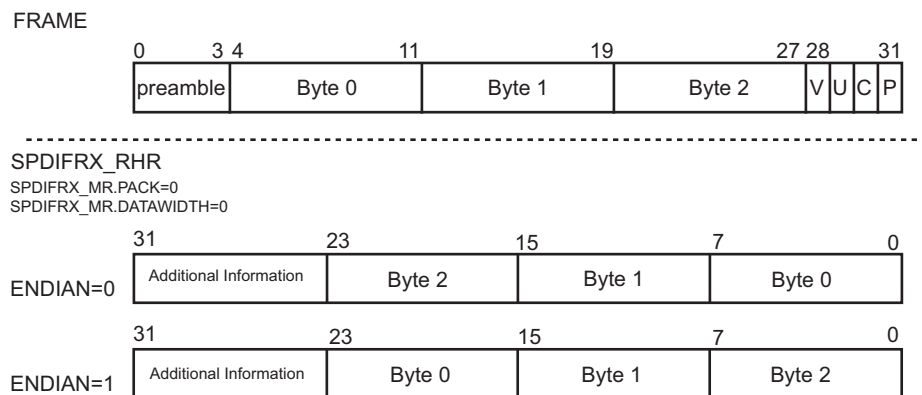 FRAME
0 3 4 11 19 27 28 31
preamble Byte 0 Byte 1 Byte 2 V U C P
SPDIFRX_RHR
SPDIFRX_MR.PACK=0
SPDIFRX_MR.DATAWIDTH=0
31 23 15 7 0
ENDIAN=0 Additional Information Byte 2 Byte 1 Byte 0
31 23 15 7 0
ENDIAN=1 Additional Information Byte 0 Byte 1 Byte 2